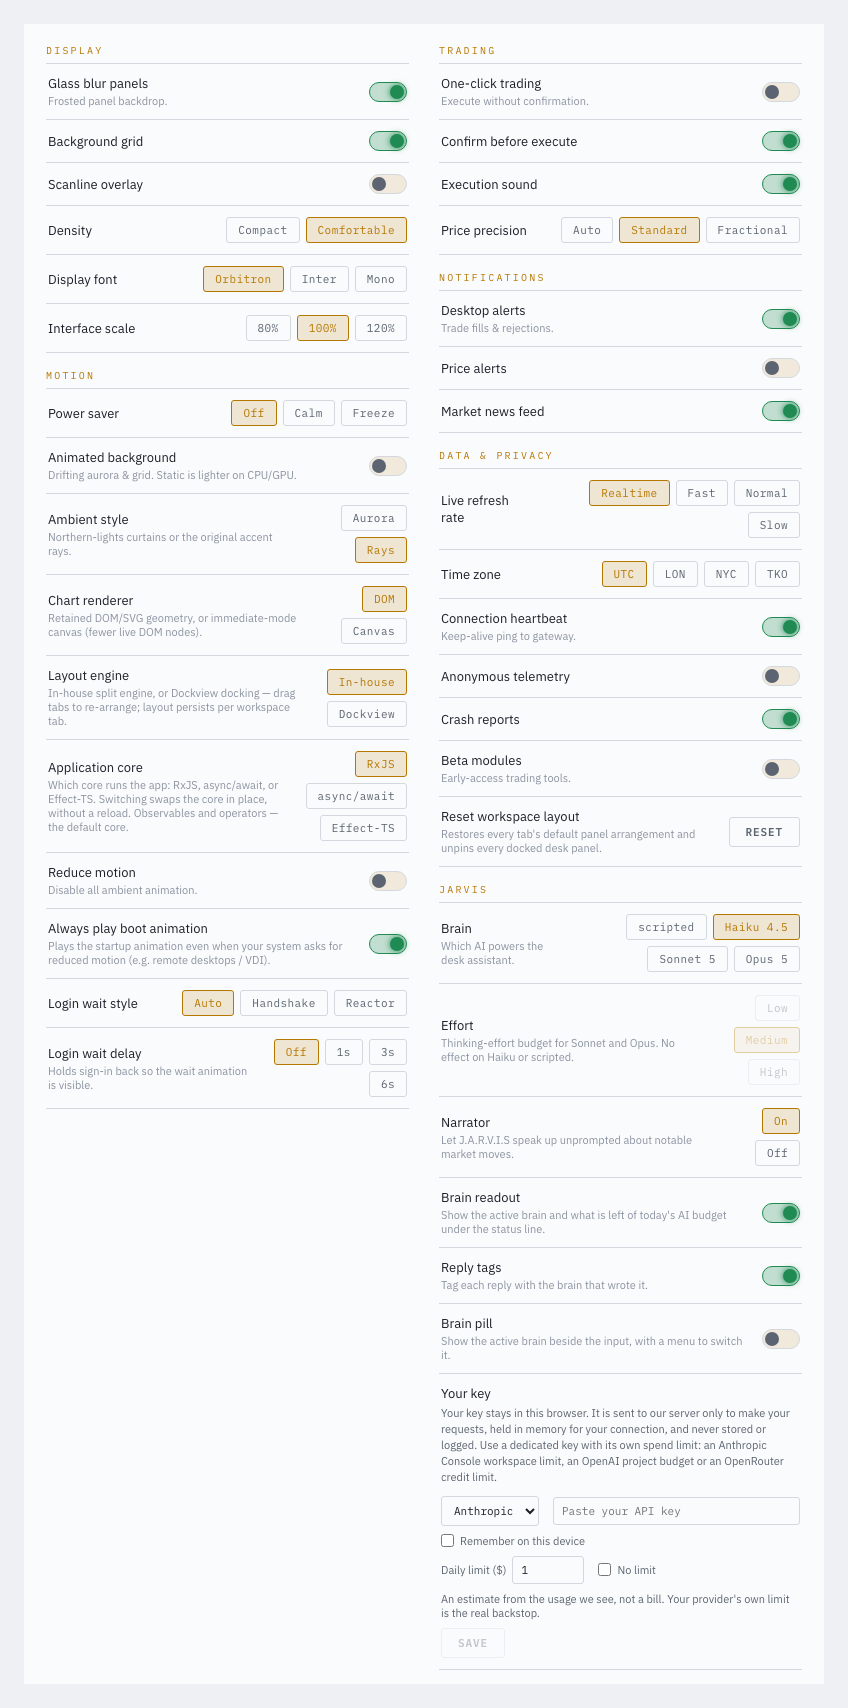 DISPLAY
Glass blur panels
Frosted panel backdrop.
Background grid
Scanline overlay
Density
Compact
Comfortable
Display font
Orbitron
Inter
Mono
Interface scale
80%
100%
120%
MOTION
Power saver
Off
Calm
Freeze
Animated background
Drifting aurora & grid. Static is lighter on CPU/GPU.
Ambient style
Northern-lights curtains or the original accent
rays.
Aurora
Rays
Chart renderer
Retained DOM/SVG geometry, or immediate-mode
canvas (fewer live DOM nodes).
DOM
Canvas
Layout engine
In-house split engine, or Dockview docking — drag
tabs to re-arrange; layout persists per workspace
tab.
In-house
Dockview
Application core
Which core runs the app: RxJS, async/await, or
Effect-TS. Switching swaps the core in place,
without a reload. Observables and operators —
the default core.
RxJS
async/await
Effect-TS
Reduce motion
Disable all ambient animation.
Always play boot animation
Plays the startup animation even when your system asks for
reduced motion (e.g. remote desktops / VDI).
Login wait style
Auto
Handshake
Reactor
Login wait delay
Holds sign-in back so the wait animation
is visible.
Off
1s
3s
6s
TRADING
One-click trading
Execute without confirmation.
Confirm before execute
Execution sound
Price precision
Auto
Standard
Fractional
NOTIFICATIONS
Desktop alerts
Trade fills & rejections.
Price alerts
Market news feed
DATA & PRIVACY
Live refresh
rate
Realtime
Fast
Normal
Slow
Time zone
UTC
LON
NYC
TKO
Connection heartbeat
Keep-alive ping to gateway.
Anonymous telemetry
Crash reports
Beta modules
Early-access trading tools.
Reset workspace layout
Restores every tab's default panel arrangement and
unpins every docked desk panel.
RESET
JARVIS
Brain
Which AI powers the
desk assistant.
scripted
Haiku 4.5
Sonnet 5
Opus 5
Effort
Thinking-effort budget for Sonnet and Opus. No
effect on Haiku or scripted.
Low
Medium
High
Narrator
Let J.A.R.V.I.S speak up unprompted about notable
market moves.
On
Off
Brain readout
Show the active brain and what is left of today's AI budget
under the status line.
Reply tags
Tag each reply with the brain that wrote it.
Brain pill
Show the active brain beside the input, with a menu to switch
it.
Your key
Your key stays in this browser. It is sent to our server only to make your
requests, held in memory for your connection, and never stored or
logged. Use a dedicated key with its own spend limit: an Anthropic
Console workspace limit, an OpenAI project budget or an OpenRouter
credit limit.
Anthropic
Paste your API key
Remember on this device
Daily limit ($)
1
No limit
An estimate from the usage we see, not a bill. Your provider's own limit
is the real backstop.
SAVE